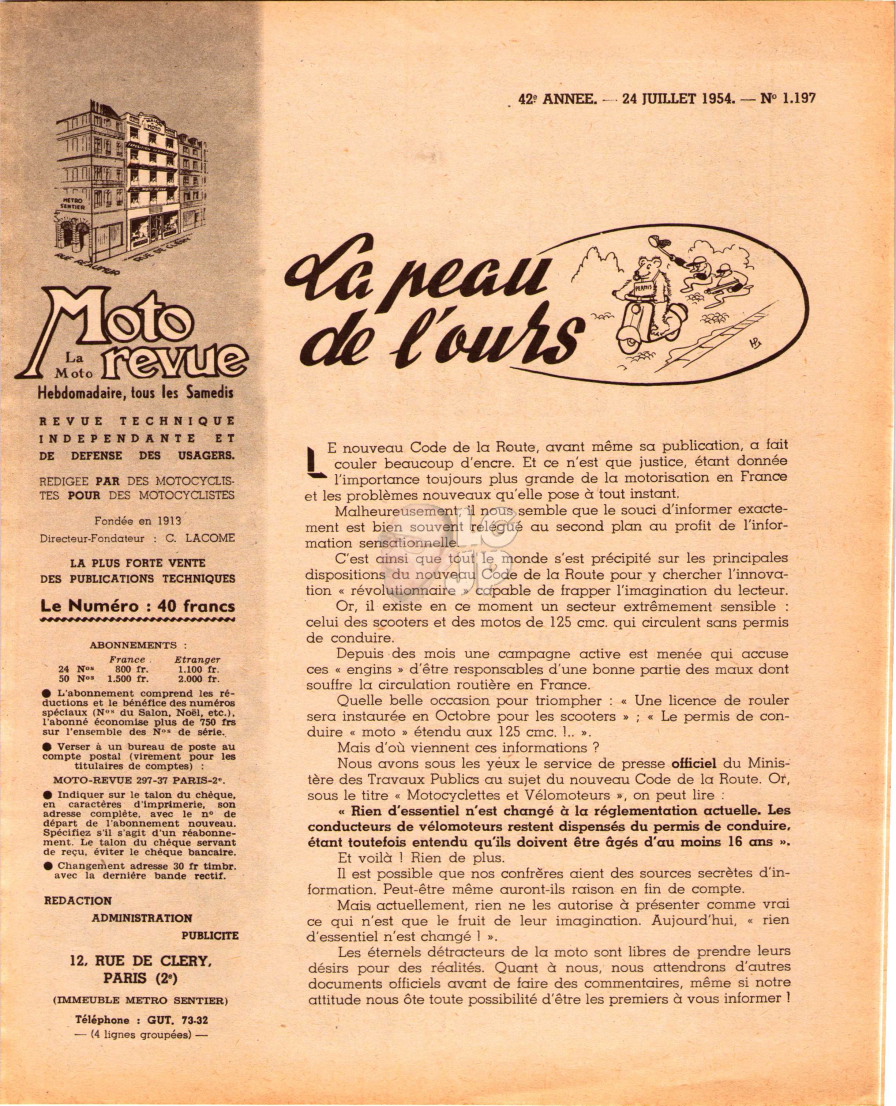 42e ANNEE. — 24 JUILLET 1954. — No 1.197
METRO
SENTIER
RUE REAUMUR
RUE DE CLERY
Moto
La
Moto
revue
Hebdomadaire, tous les Samedis
REVUE TECHNIQUE
INDEPENDANTE ET
DE DEFENSE DES USAGERS.
REDIGEE PAR DES MOTOCYCLIS-
TES POUR DES MOTOCYCLISTES
Fondée en 1913
Directeur-Fondateur : C. LACOME
LA PLUS FORTE VENTE
DES PUBLICATIONS TECHNIQUES
Le Numéro : 40 francs
ABONNEMENTS :
France Etranger
24 Nos 800 fr. 1.100 fr.
50 Nos 1.500 fr. 2.000 fr.
● L'abonnement comprend les ré-
ductions et le bénéfice des numéros
spéciaux (Nos du Salon, Noël, etc.),
l'abonné économise plus de 750 frs
sur l'ensemble des Nos de série.
● Verser à un bureau de poste au
compte postal (virement pour les
titulaires de comptes) :
MOTO-REVUE 297-37 PARIS-2e.
● Indiquer sur le talon du chèque,
en caractères d'imprimerie, son
adresse complète, avec le no de
départ de l'abonnement nouveau.
Spécifiez s'il s'agit d'un réabonne-
ment. Le talon du chèque servant
de reçu, éviter le chèque bancaire.
● Changement adresse 30 fr timbr.
avec la dernière bande rectif.
REDACTION
ADMINISTRATION
PUBLICITE
12, RUE DE CLERY,
PARIS (2e)
(IMMEUBLE METRO SENTIER)
Téléphone : GUT. 73-32
— (4 lignes groupées) —
La peau
de l'ours
PERMIS
LE nouveau Code de la Route, avant même sa publication, a fait
couler beaucoup d'encre. Et ce n'est que justice, étant donnée
l'importance toujours plus grande de la motorisation en France
et les problèmes nouveaux qu'elle pose à tout instant.
Malheureusement il nous semble que le souci d'informer exacte-
ment est bien souvent relégué au second plan au profit de l'infor-
mation sensationnelle.
C'est ainsi que tout le monde s'est précipité sur les principales
dispositions du nouveau Code de la Route pour y chercher l'innova-
tion « révolutionnaire » capable de frapper l'imagination du lecteur.
Or, il existe en ce moment un secteur extrêmement sensible :
celui des scooters et des motos de 125 cmc. qui circulent sans permis
de conduire.
Depuis des mois une campagne active est menée qui accuse
ces « engins » d'être responsables d'une bonne partie des maux dont
souffre la circulation routière en France.
Quelle belle occasion pour triompher : « Une licence de rouler
sera instaurée en Octobre pour les scooters » ; « Le permis de con-
duire « moto » étendu aux 125 cmc. !.. ».
Mais d'où viennent ces informations ?
Nous avons sous les yeux le service de presse officiel du Minis-
tère des Travaux Publics au sujet du nouveau Code de la Route. Or,
sous le titre « Motocyclettes et Vélomoteurs », on peut lire :
« Rien d'essentiel n'est changé à la réglementation actuelle. Les
conducteurs de vélomoteurs restent dispensés du permis de conduire,
étant toutefois entendu qu'ils doivent être âgés d'au moins 16 ans ».
Et voilà ! Rien de plus.
Il est possible que nos confrères aient des sources secrètes d'in-
formation. Peut-être même auront-ils raison en fin de compte.
Mais actuellement, rien ne les autorise à présenter comme vrai
ce qui n'est que le fruit de leur imagination. Aujourd'hui, « rien
d'essentiel n'est changé ! ».
Les éternels détracteurs de la moto sont libres de prendre leurs
désirs pour des réalités. Quant à nous, nous attendrons d'autres
documents officiels avant de faire des commentaires, même si notre
attitude nous ôte toute possibilité d'être les premiers à vous informer !